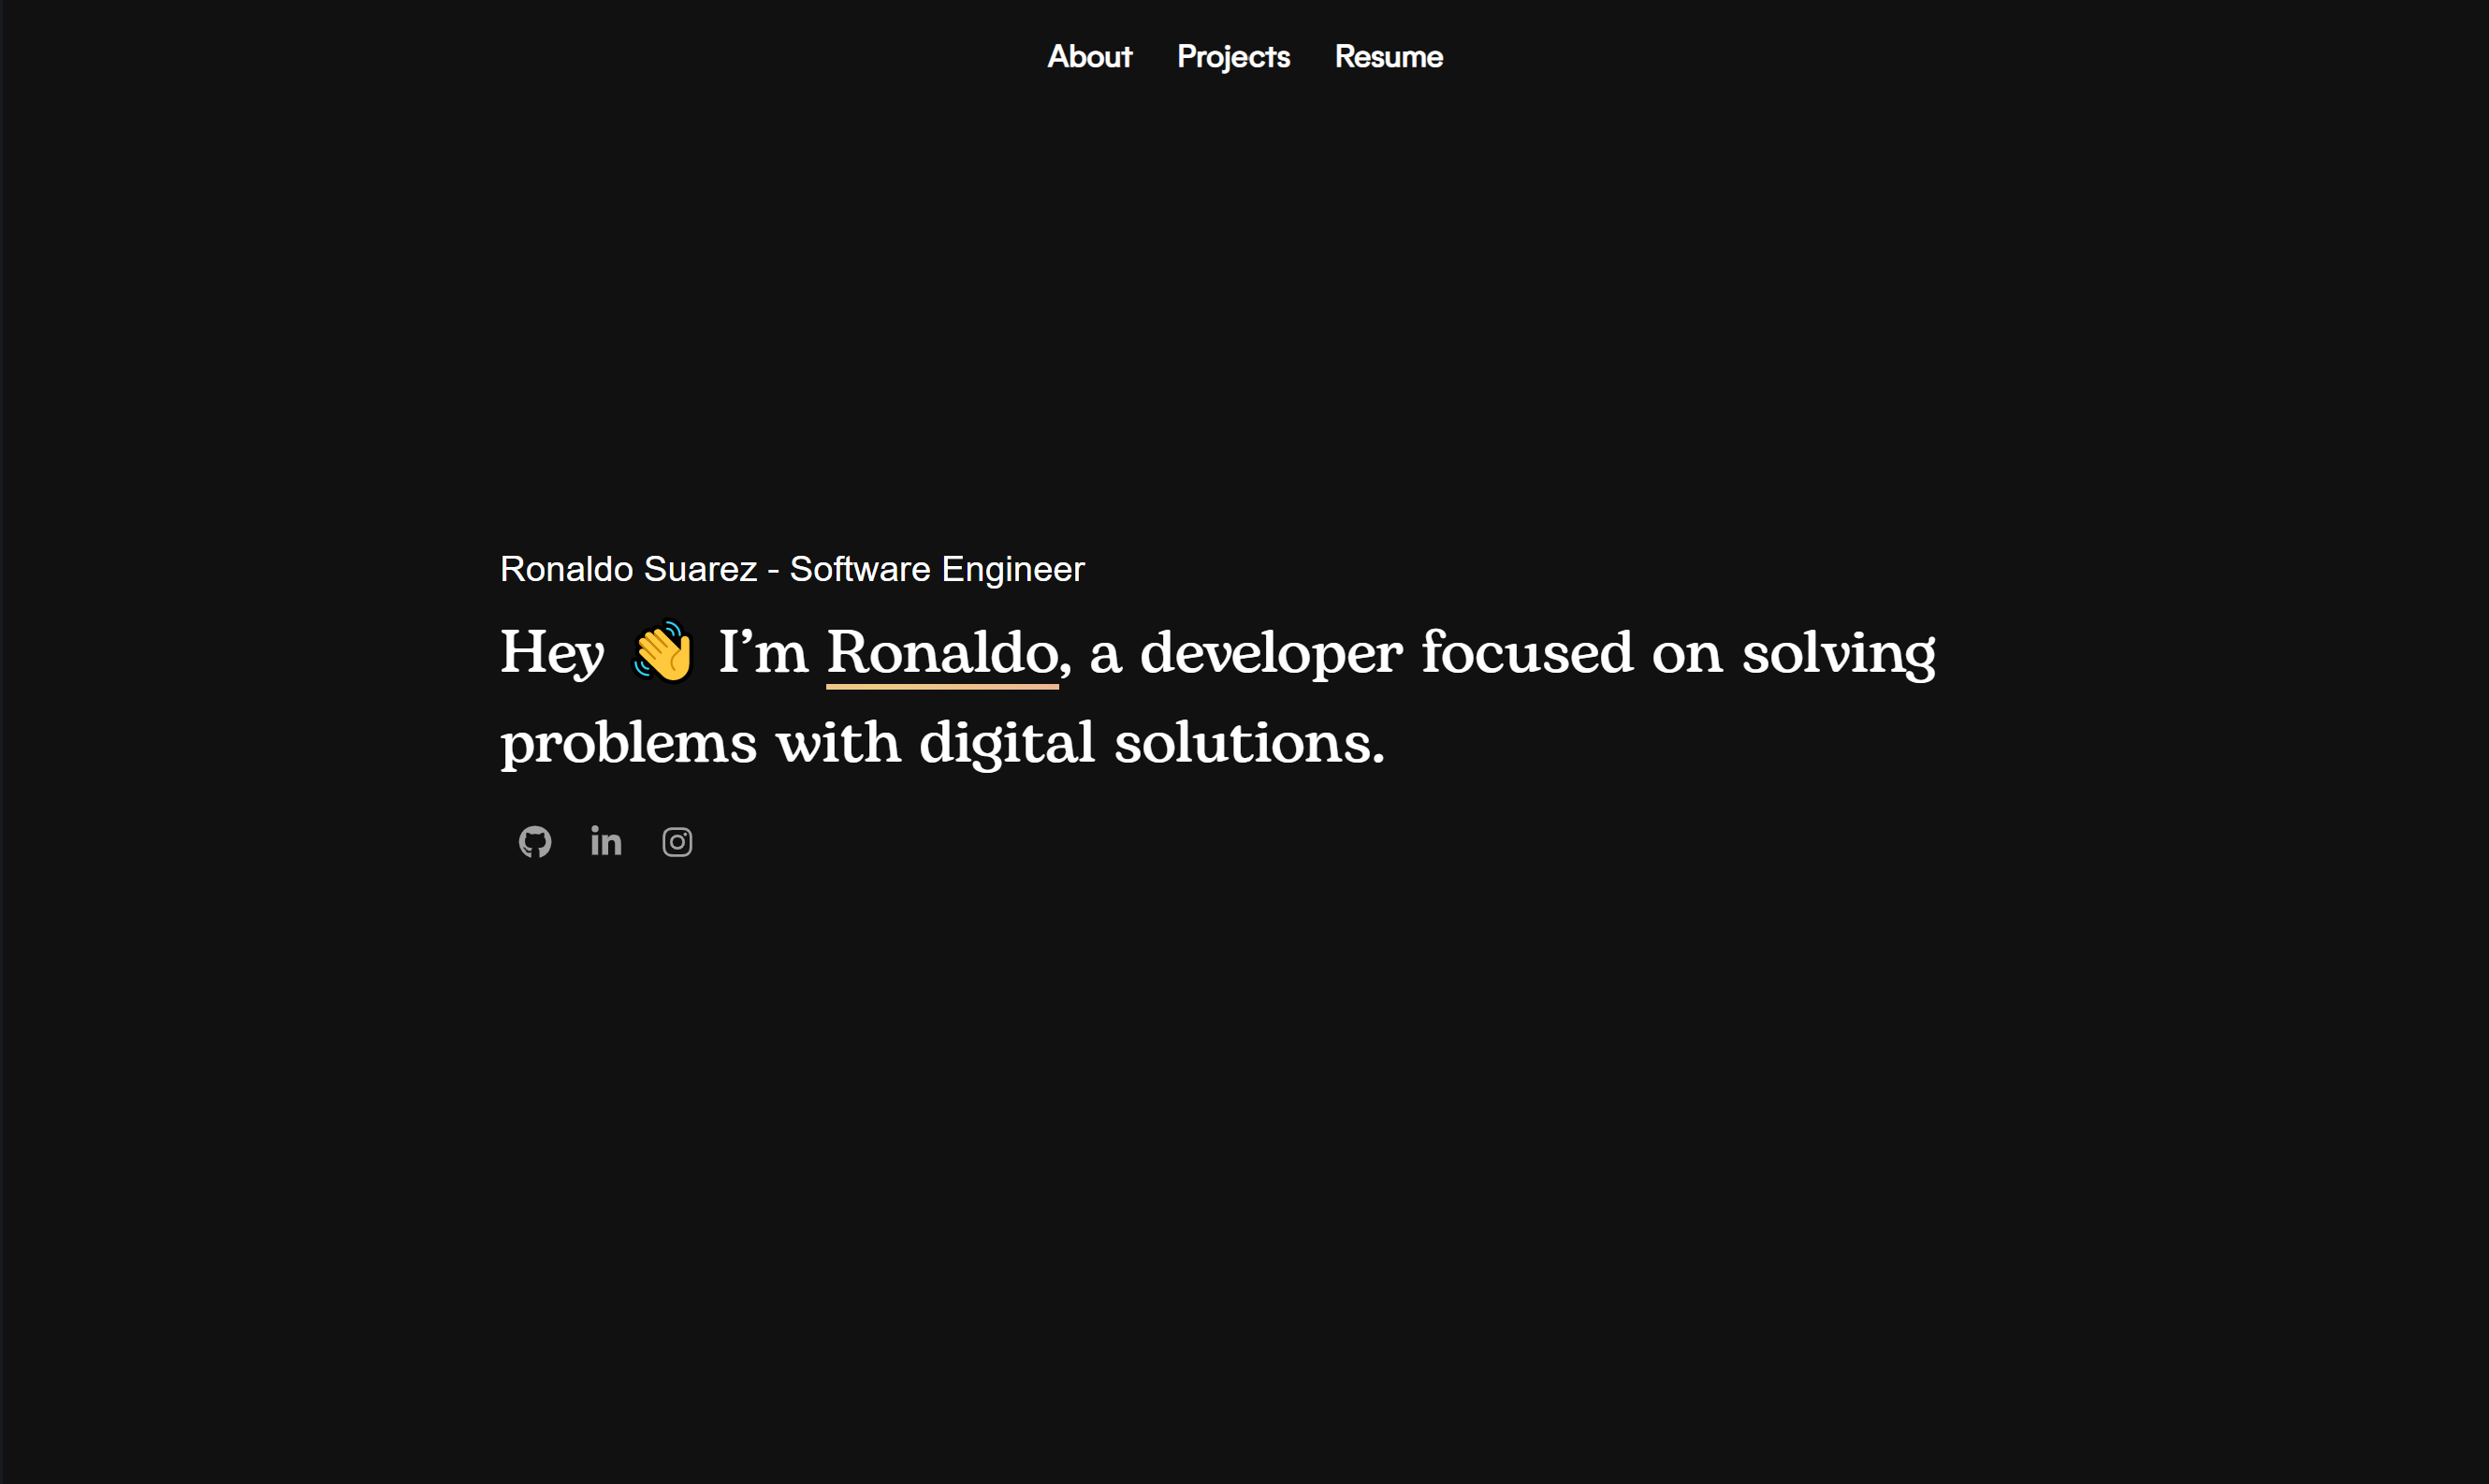 About Projects Resume
Ronaldo Suarez - Software Engineer
Hey 👋 I’m Ronaldo, a developer focused on solving
problems with digital solutions.